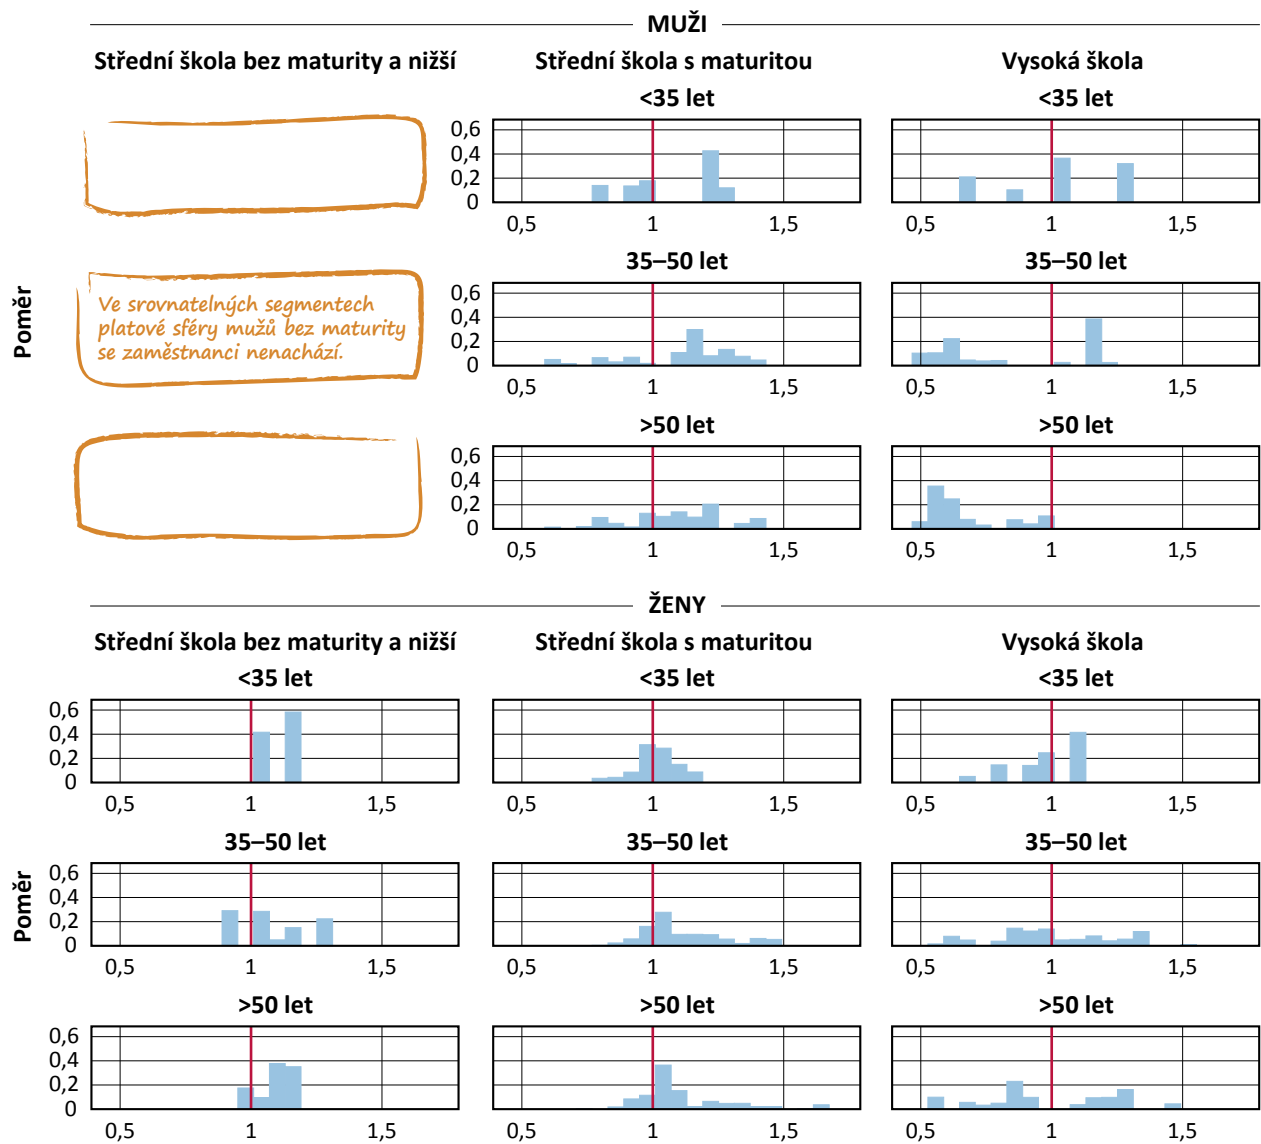 MUŽI
Střední škola bez maturity a nižší
Střední škola s maturitou
Vysoká škola
<35 let
<35 let
0,6
0,4
0,2
0
0,5 1 1,5
0,5 1 1,5
Poměr
Ve srovnatelných segmentech
platové sféry mužů bez maturity
se zaměstnanci nenachází.
35–50 let
35–50 let
0,6
0,4
0,2
0
0,5 1 1,5
0,5 1 1,5
>50 let
>50 let
0,6
0,4
0,2
0
0,5 1 1,5
0,5 1 1,5
ŽENY
Střední škola bez maturity a nižší
Střední škola s maturitou
Vysoká škola
<35 let
<35 let
<35 let
0,6
0,4
0,2
0
0,5 1 1,5
0,5 1 1,5
0,5 1 1,5
Poměr
35–50 let
35–50 let
35–50 let
0,6
0,4
0,2
0
0,5 1 1,5
0,5 1 1,5
0,5 1 1,5
>50 let
>50 let
>50 let
0,6
0,4
0,2
0
0,5 1 1,5
0,5 1 1,5
0,5 1 1,5